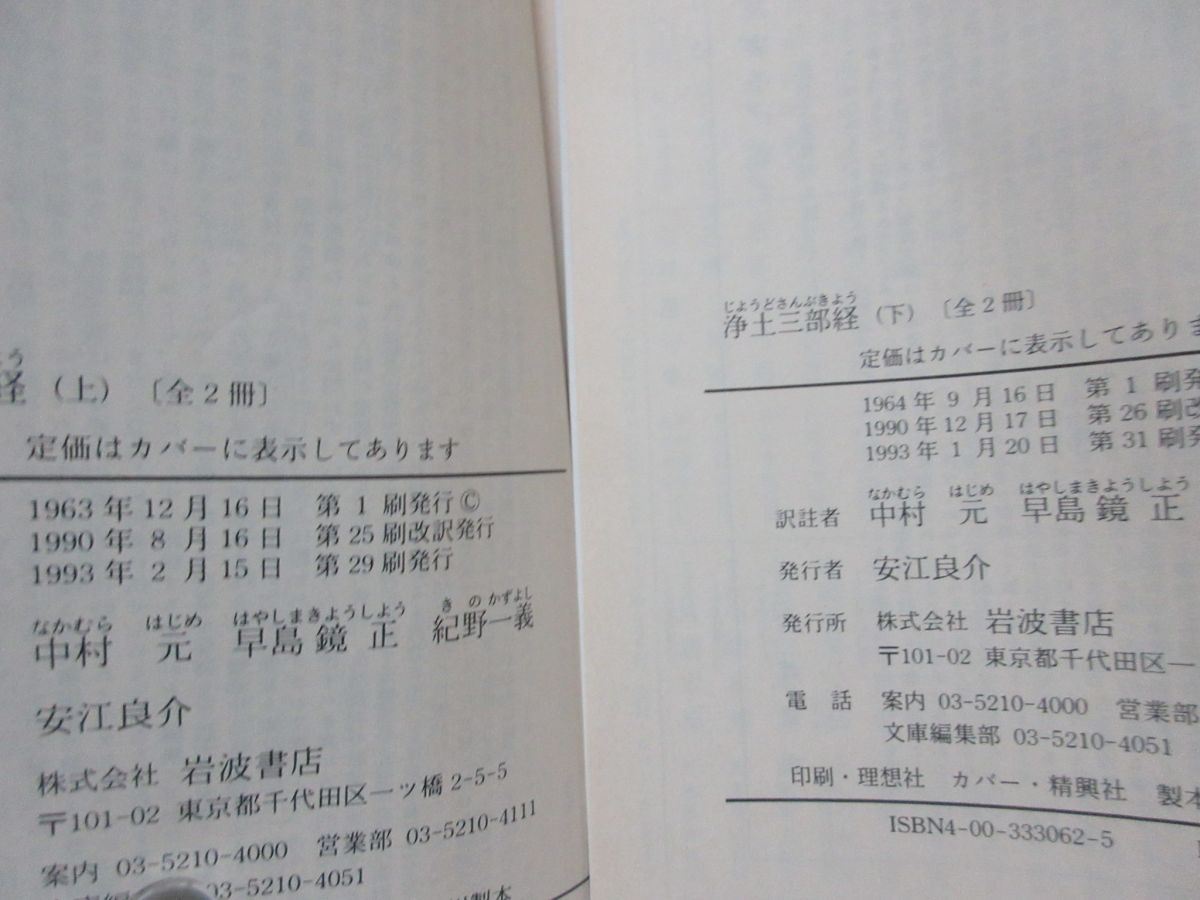 よう
経（上）〔全2冊〕
定価はカバーに表示してあります
1963年12月16日 第1刷発行©
1990年8月16日 第25刷改訳発行
1993年2月15日 第29刷発行
なかむら はじめ はやしまきようしよう きのかずよし
中村 元 早島鏡正 紀野一義
安江良介
株式会社 岩波書店
〒101-02 東京都千代田区一ツ橋2-5-5
案内 03-5210-4000 営業部 03-5210-4111
03-5210-4051
製本
じようどさんぶきよう
浄土三部経（下）〔全2冊〕
定価はカバーに表示してあり
1964年9月16日 第1刷発
1990年12月17日 第26刷改
1993年1月20日 第31刷発
なかむら はじめ はやしまきようしよう
訳註者 中村 元 早島鏡正
発行者 安江良介
発行所 株式会社 岩波書店
〒101-02 東京都千代田区一
電話 案内 03-5210-4000 営業部
文庫編集部 03-5210-4051
印刷・理想社 カバー・精興社 製本
ISBN4-00-333062-5